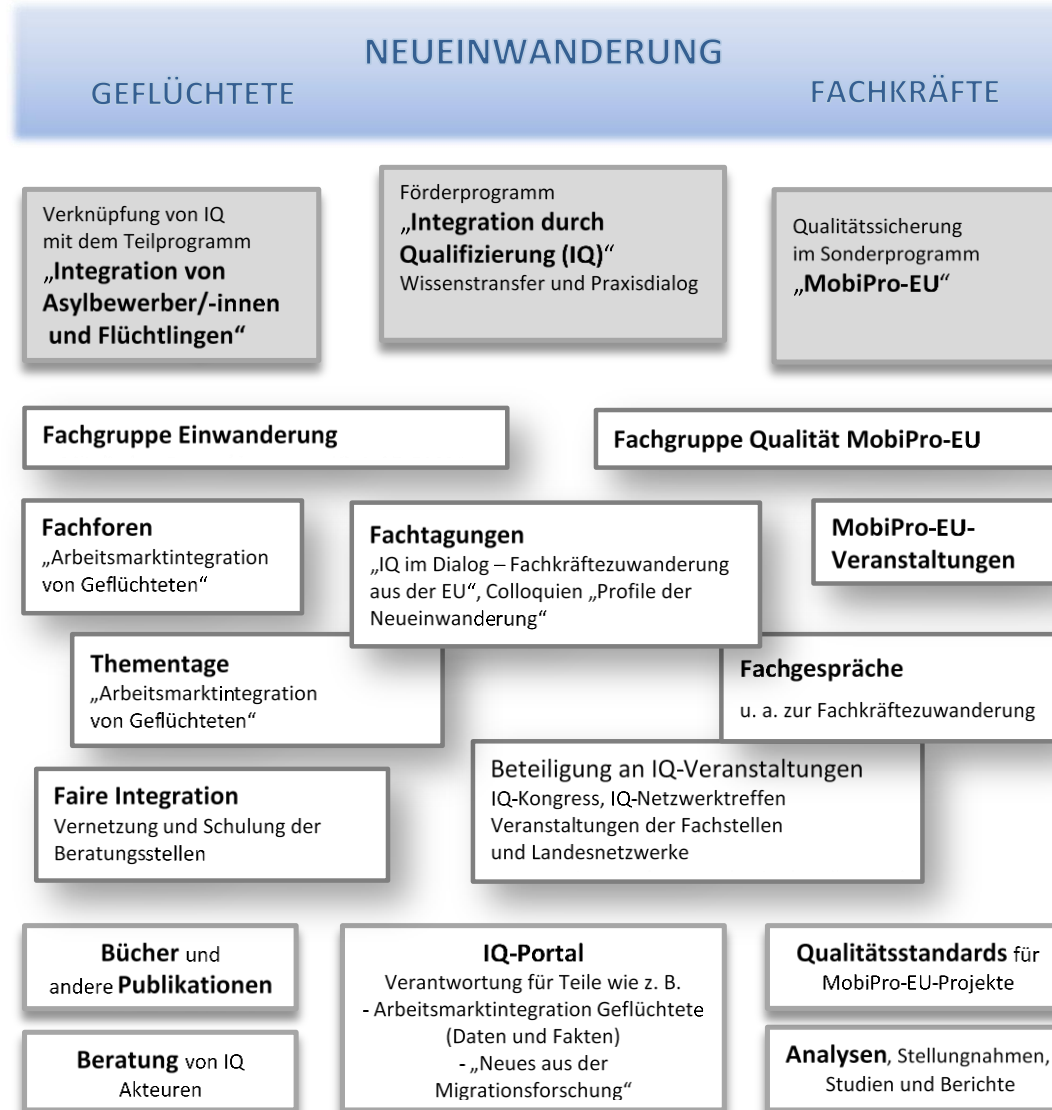 NEUEINWANDERUNG
GEFLÜCHTETE
FACHKRÄFTE
Verknüpfung von IQ
mit dem Teilprogramm
„Integration von
Asylbewerber/-innen
und Flüchtlingen“
Förderprogramm
„Integration durch
Qualifizierung (IQ)“
Wissenstransfer und Praxisdialog
Qualitätssicherung
im Sonderprogramm
„MobiPro-EU“
Fachgruppe Einwanderung
Fachgruppe Qualität MobiPro-EU
Fachforen
„Arbeitsmarktintegration
von Geflüchteten“
Fachtagungen
„IQ im Dialog – Fachkräftezuwanderung
aus der EU“, Colloquien „Profile der
Neueinwanderung“
MobiPro-EU-
Veranstaltungen
Thementage
„Arbeitsmarktintegration
von Geflüchteten“
Fachgespräche
u. a. zur Fachkräftezuwanderung
Faire Integration
Vernetzung und Schulung der
Beratungsstellen
Beteiligung an IQ-Veranstaltungen
IQ-Kongress, IQ-Netzwerktreffen
Veranstaltungen der Fachstellen
und Landesnetzwerke
Bücher und
andere Publikationen
IQ-Portal
Verantwortung für Teile wie z. B.
- Arbeitsmarktintegration Geflüchtete
(Daten und Fakten)
- „Neues aus der
Migrationsforschung“
Qualitätsstandards für
MobiPro-EU-Projekte
Beratung von IQ
Akteuren
Analysen, Stellungnahmen,
Studien und Berichte